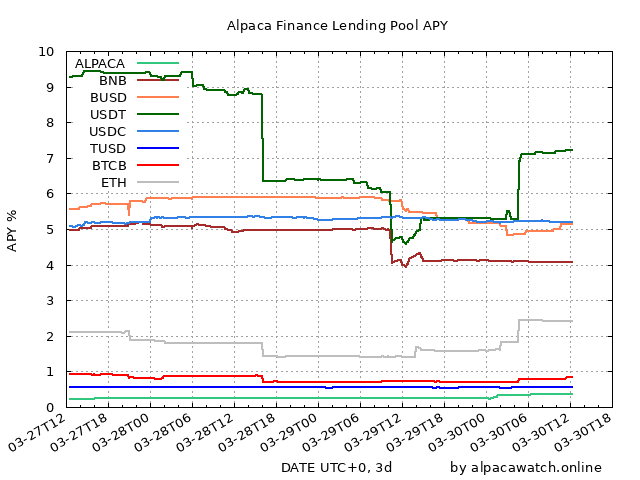 Alpaca Finance Lending Pool APY
10
9
8
7
6
5
4
3
2
1
0
APY %
ALPACA
BNB
BUSD
USDT
USDC
TUSD
BTCB
ETH
03-27T12
03-27T18
03-28T00
03-28T06
03-28T12
03-28T18
03-29T00
03-29T06
03-29T12
03-29T18
03-30T00
03-30T06
03-30T12
03-30T18
DATE UTC+0, 3d
by alpacawatch.online